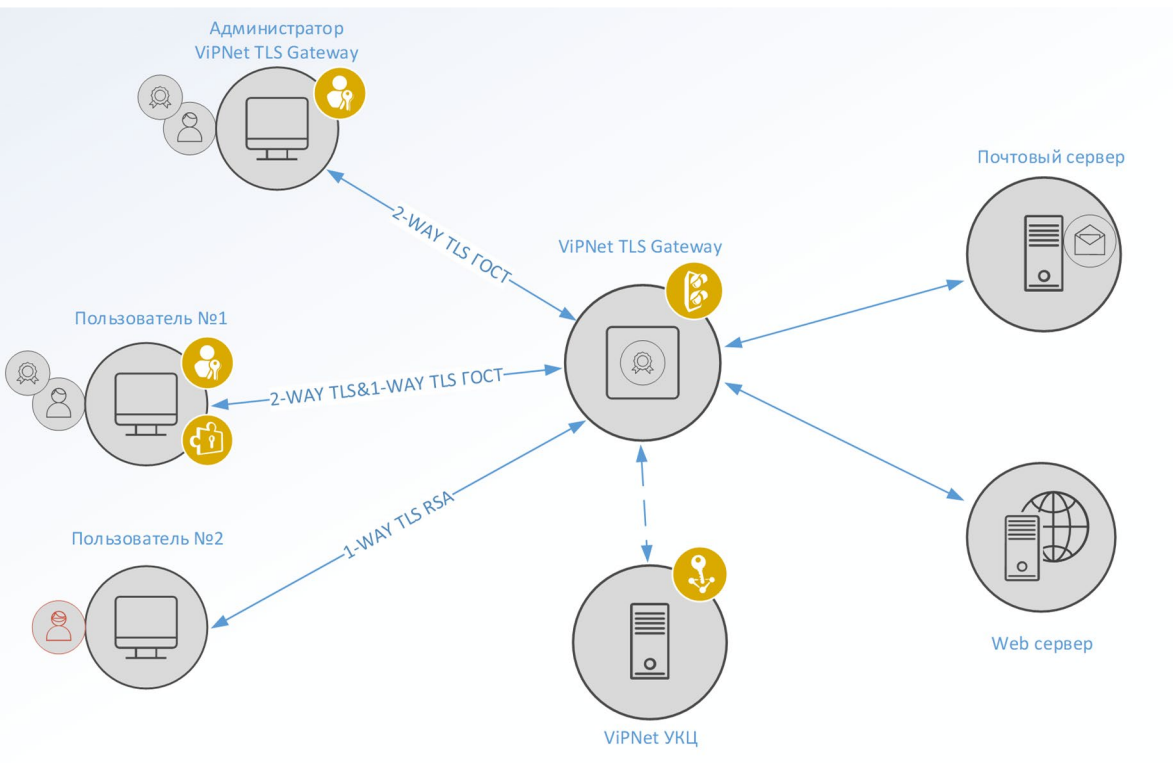 Администратор
ViPNet TLS Gateway
Почтовый сервер
2-WAY TLS ГОСТ
ViPNet TLS Gateway
Пользователь №1
2-WAY TLS&1-WAY TLS ГОСТ
1-WAY TLS RSA
Пользователь №2
Web сервер
ViPNet УКЦ